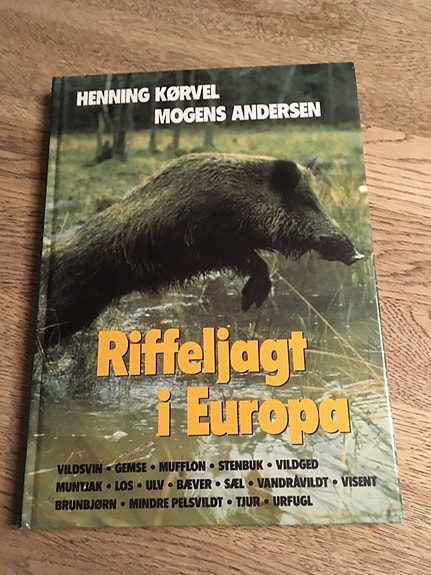 HENNING KØRVEL
MOGENS ANDERSEN
Riffeljagt
i Europa
VILDSVIN • GEMSE • MUFFLON • STENBUK • VILDGED
MUNTJAK • LOS • ULV • BÆVER • SÆL • VANDRÅVILDT • VISENT
BRUNBJØRN • MINDRE PELSVILDT • TJUR • URFUGL